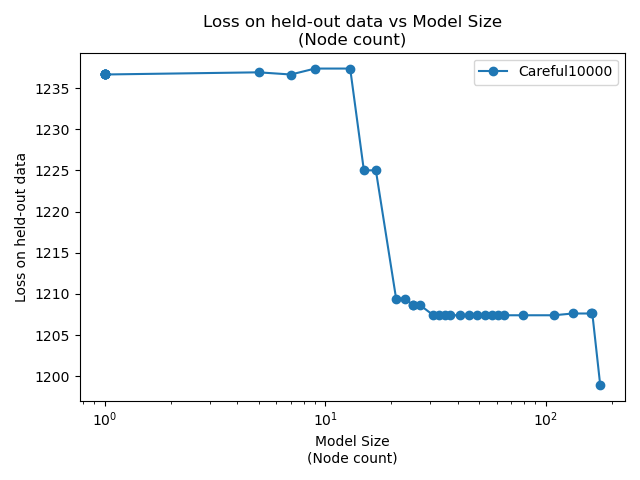 Loss on held-out data vs Model Size
(Node count)
Careful10000
1235
1230
1225
1220
1215
1210
1205
1200
Loss on held-out data
10⁰ 10¹ 10²
Model Size
(Node count)